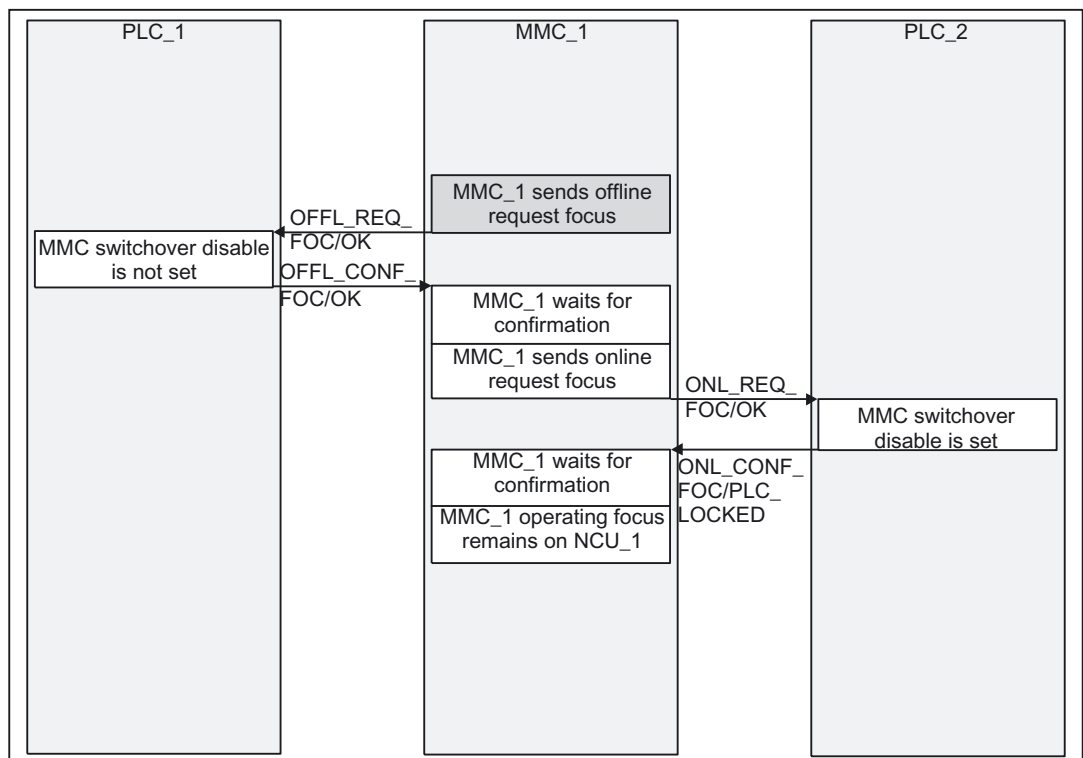 PLC_1
MMC_1
PLC_2
MMC_1 sends offline
request focus
OFFL_REQ_
FOC/OK
MMC switchover disable
is not set
OFFL_CONF_
FOC/OK
MMC_1 waits for
confirmation
MMC_1 sends online
request focus
ONL_REQ_
FOC/OK
MMC switchover
disable is set
ONL_CONF_
FOC/PLC_
LOCKED
MMC_1 waits for
confirmation
MMC_1 operating focus
remains on NCU_1